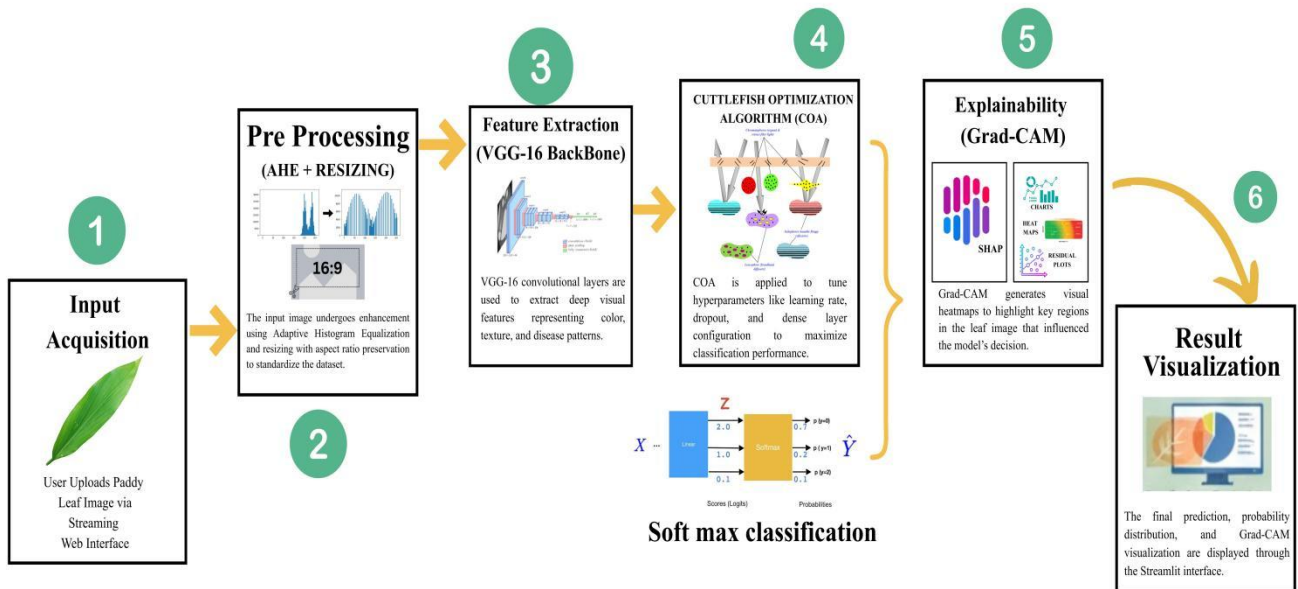 1
Input
Acquisition
User Uploads Paddy
Leaf Image via
Streaming
Web Interface
2
Pre Processing
(AHE + RESIZING)
16:9
The input image undergoes enhancement
using Adaptive Histogram Equalization
and resizing with aspect ratio preservation
to standardize the dataset.
3
Feature Extraction
(VGG-16 BackBone)
VGG-16 convolutional layers are
used to extract deep visual
features representing color,
texture, and disease patterns.
4
CUTTLEFISH OPTIMIZATION
ALGORITHM (COA)
COA is applied to tune
hyperparameters like learning rate,
dropout, and dense layer
configuration to maximize
classification performance.
Z
X ...
Linear
2.0
1.0
0.1
Softmax
0.7
0.2
0.1
p (y=0)
p ( y=1)
p (y=2)
Ŷ
Scores (Logits)
Probabilities
Soft max classification
5
Explainability
(Grad-CAM)
SHAP
CHARTS
HEAT
MAPS
RESIDUAL
PLOTS
Grad-CAM generates visual
heatmaps to highlight key regions
in the leaf image that influenced
the model's decision.
6
Result
Visualization
The final prediction, probability
distribution, and Grad-CAM
visualization are displayed through
the Streamlit interface.